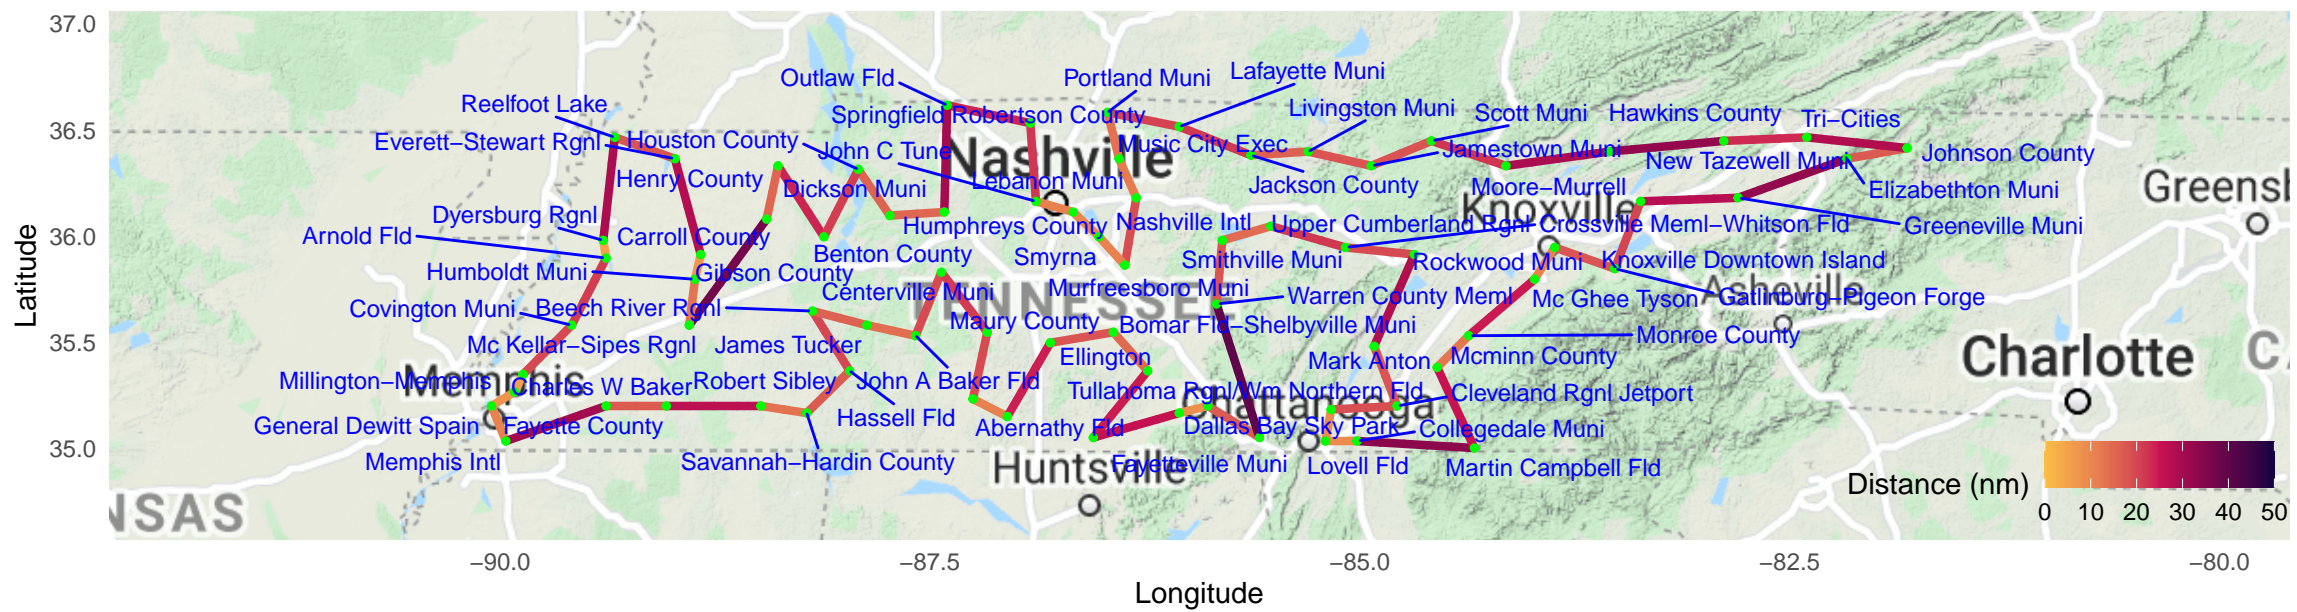 37.0
Outlaw Fld
Portland Muni
Lafayette Muni
Reelfoot Lake
Springfield Robertson County
Livingston Muni
Scott Muni
Hawkins County
Tri−Cities
36.5
Everett−Stewart Rgnl
Houston County
John C Tune
Nashville
Music City Exec
Jamestown Muni
New Tazewell Muni
Johnson County
Henry County
Dickson Muni
Lebanon Muni
Jackson County
Moore−Murrell
Elizabethton Muni
Greensb
Dyersburg Rgnl
Knoxville
Arnold Fld
36.0
Carroll County
Humphreys County
Nashville Intl
Upper Cumberland Rgnl
Crossville Meml−Whitson Fld
Greeneville Muni
Benton County
Smyrna
Smithville Muni
Rockwood Muni
Knoxville Downtown Island
Humboldt Muni
Gibson County
Centerville Muni
Murfreesboro Muni
Warren County Meml
Mc Ghee Tyson
Asheville
Gatlinburg−Pigeon Forge
TENNESSEE
Covington Muni
Beech River Rgnl
Maury County
Bomar Fld−Shelbyville Muni
Monroe County
35.5
Mc Kellar−Sipes Rgnl
James Tucker
Ellington
Mark Anton
Mcminn County
Charlotte
CA
Memphis
Millington−Memphis
Charles W Baker
Robert Sibley
John A Baker Fld
Tullahoma Rgnl/Wm Northern Fld
Cleveland Rgnl Jetport
Chattanooga
General Dewitt Spain
Fayette County
Hassell Fld
Abernathy Fld
Dallas Bay Sky Park
Collegedale Muni
35.0
Memphis Intl
Savannah−Hardin County
Huntsville
Fayetteville Muni
Lovell Fld
Martin Campbell Fld
NSAS
Distance (nm)
0 10 20 30 40 50
−90.0 −87.5 −85.0 −82.5 −80.0
Longitude
Latitude